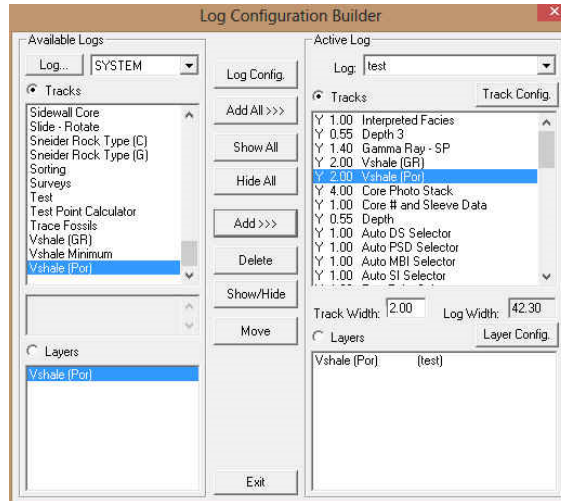 Log Configuration Builder
Available Logs
Log...
SYSTEM
Tracks
Sidewall Core
Slide - Rotate
Sneider Rock Type (C)
Sneider Rock Type (G)
Sorting
Surveys
Test
Test Point Calculator
Trace Fossils
Vshale (GR)
Vshale Minimum
Vshale (Por)
Layers
Vshale (Por)
Log Config.
Add All >>>
Show All
Hide All
Add >>>
Delete
Show/Hide
Move
Exit
Active Log
Log: test
Tracks
Track Config.
Y 1.00 Interpreted Facies
Y 0.55 Depth 3
Y 1.40 Gamma Ray - SP
Y 2.00 Vshale (GR)
Y 2.00 Vshale (Por)
Y 4.00 Core Photo Stack
Y 1.00 Core # and Sleeve Data
Y 0.55 Depth
Y 1.00 Auto DS Selector
Y 1.00 Auto PSD Selector
Y 1.00 Auto MBI Selector
Y 1.00 Auto SI Selector
Track Width: 2.00 Log Width: 42.30
Layers
Layer Config.
Vshale (Por) (test)